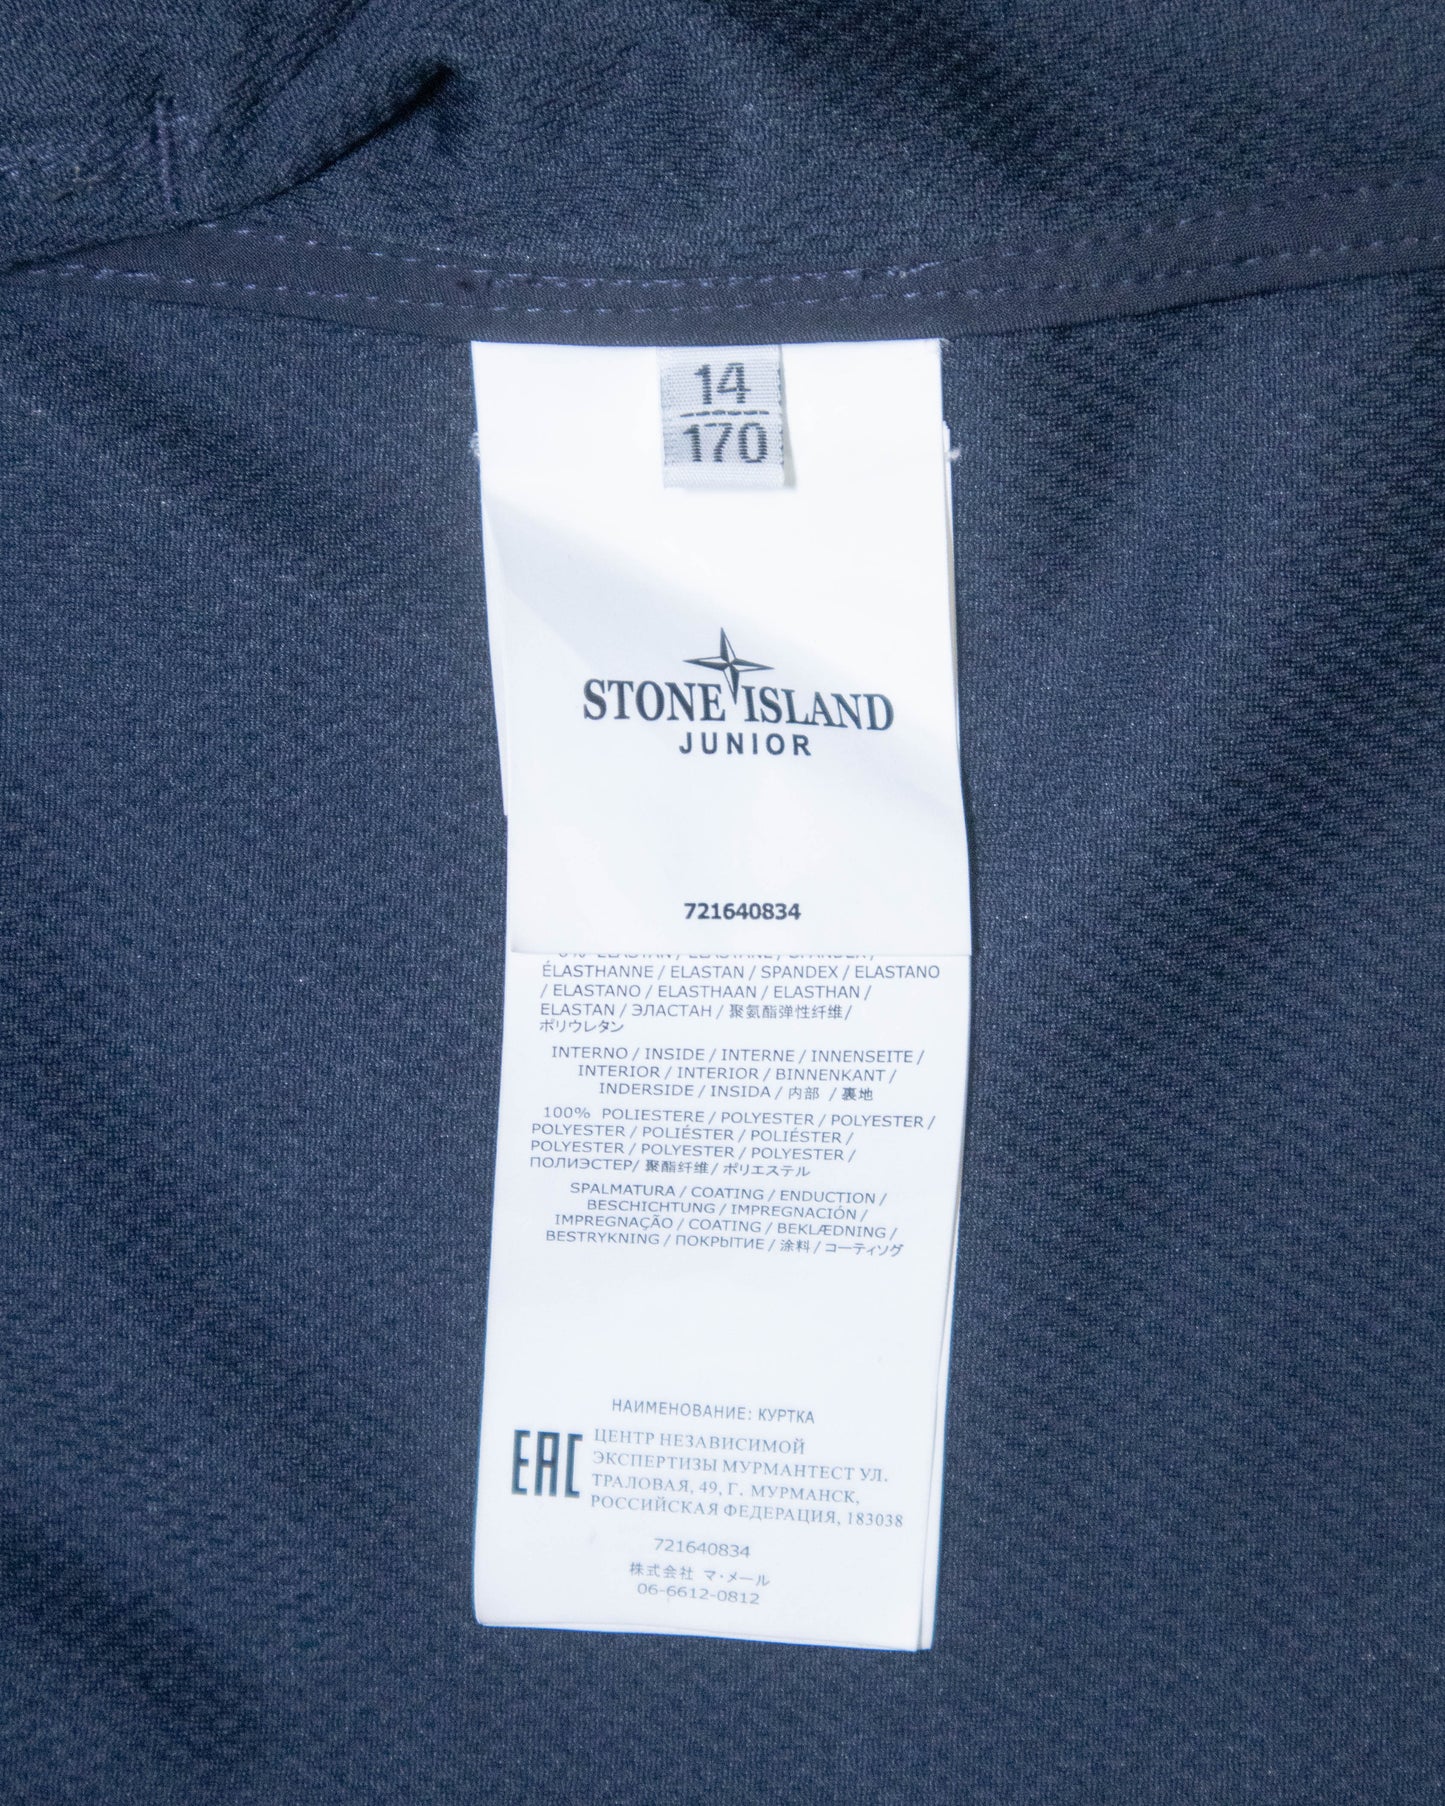 14
170
STONE ISLAND
JUNIOR
721640834
ELASTAN / ELASTANE / SPANDEX /
ÉLASTHANNE / ELASTAN / SPANDEX / ELASTANO
/ ELASTANO / ELASTHAAN / ELASTHAN /
ELASTAN / ЭЛАСТАН / 聚氨酯弹性纤维/
ポリウレタン
INTERNO / INSIDE / INTERNE / INNENSEITE /
INTERIOR / INTERIOR / BINNENKANT /
INDERSIDE / INSIDA / 内部 / 裏地
100% POLIESTERE / POLYESTER / POLYESTER /
POLYESTER / POLIÉSTER / POLIÉSTER /
POLYESTER / POLYESTER / POLYESTER /
ПОЛИЭСТЕР/ 聚酯纤维/ ポリエステル
SPALMATURA / COATING / ENDUCTION /
BESCHICHTUNG / IMPREGNACIÓN /
IMPREGNAÇÃO / COATING / BEKLÆDNING /
BESTRYKNING / ПОКРЫТИЕ / 涂料 / コーティソグ
НАИМЕНОВАНИЕ: КУРТКА
EAC
ЦЕНТР НЕЗАВИСИМОЙ
ЭКСПЕРТИЗЫ МУРМАНТЕСТ УЛ.
ТРАЛОВАЯ, 49, Г. МУРМАНСК,
РОССИЙСКАЯ ФЕДЕРАЦИЯ, 183038
721640834
株式会社 マ・メール
06-6612-0812